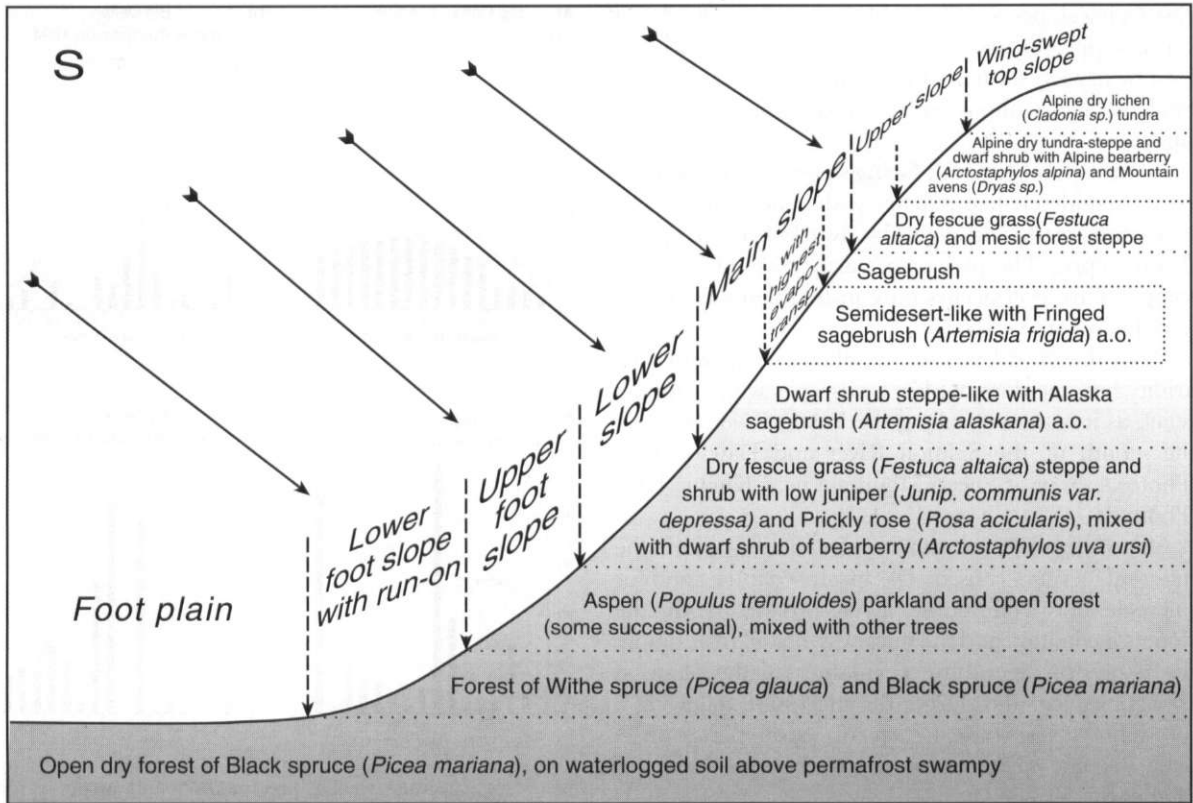 S
Wind-swept
top slope
Upper slope
Main slope
with
highest
evapo-
transp.
Lower
slope
Upper
foot
slope
Lower
foot slope
with run-on
Foot plain
Alpine dry lichen
(Cladonia sp.) tundra
Alpine dry tundra-steppe and
dwarf shrub with Alpine bearberry
(Arctostaphylos alpina) and Mountain
avens (Dryas sp.)
Dry fescue grass(Festuca
altaica) and mesic forest steppe
Sagebrush
Semidesert-like with Fringed
sagebrush (Artemisia frigida) a.o.
Dwarf shrub steppe-like with Alaska
sagebrush (Artemisia alaskana) a.o.
Dry fescue grass (Festuca altaica) steppe and
shrub with low juniper (Junip. communis var.
depressa) and Prickly rose (Rosa acicularis), mixed
with dwarf shrub of bearberry (Arctostaphylos uva ursi)
Aspen (Populus tremuloides) parkland and open forest
(some successional), mixed with other trees
Forest of Withe spruce (Picea glauca) and Black spruce (Picea mariana)
Open dry forest of Black spruce (Picea mariana), on waterlogged soil above permafrost swampy